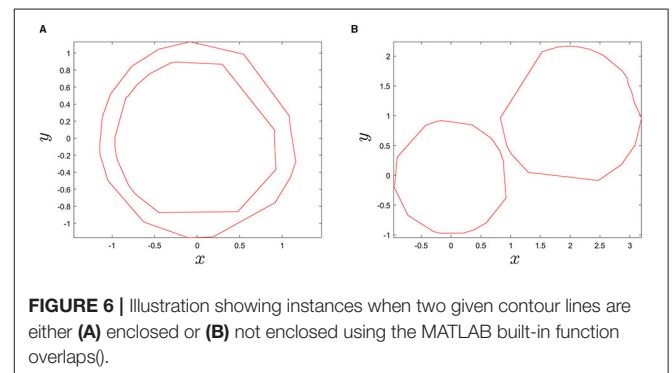 A
B
1
0.8
0.6
0.4
0.2
0
-0.2
-0.4
-0.6
-0.8
-1
y
-1 -0.5 0 0.5 1
x
2
1.5
1
0.5
0
-0.5
-1
y
-0.5 0 0.5 1 1.5 2 2.5 3
x
FIGURE 6 | Illustration showing instances when two given contour lines are
either (A) enclosed or (B) not enclosed using the MATLAB built-in function
overlaps().